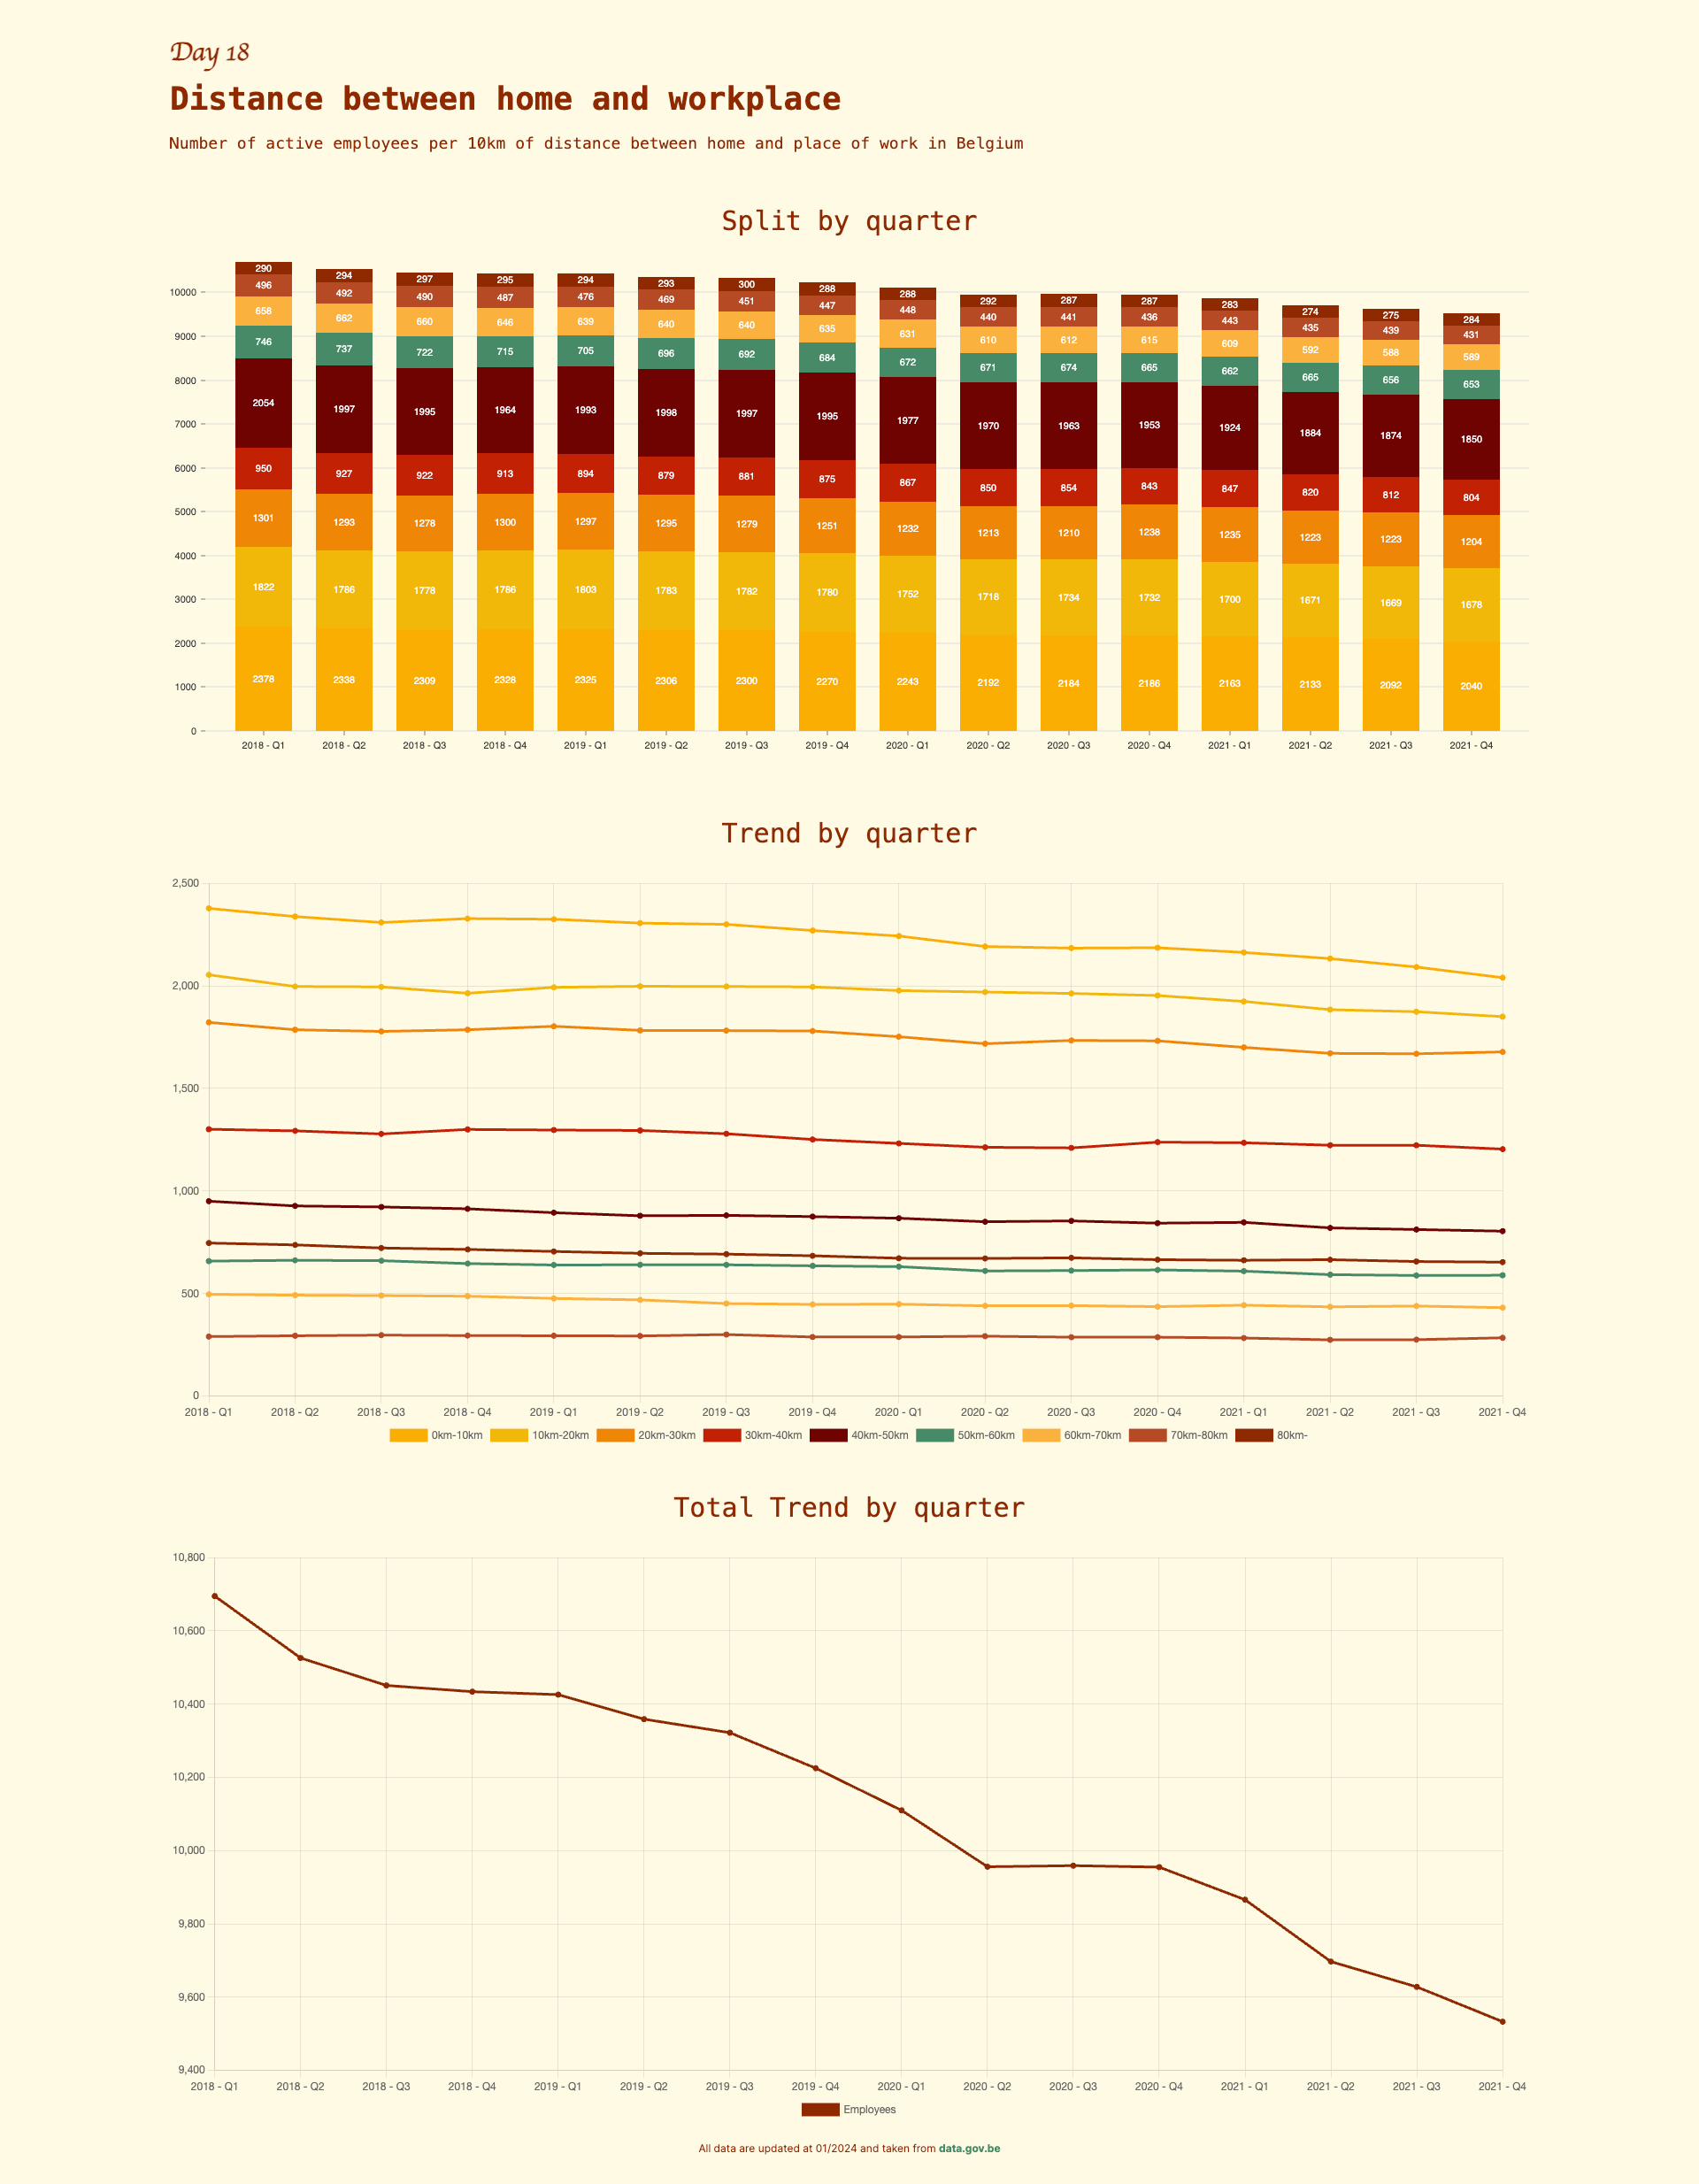 Day 18
Distance between home and workplace
Number of active employees per 10km of distance between home and place of work in Belgium
Split by quarter
290 294 297 295 294 293 300 288 288 292 287 287 283 274 275 284
496 492 490 487 476 469 451 447 448 440 441 436 443 435 439 431
10000
658 662 660 646 639 640 640 635 631 610 612 615 609 592 588 589
9000
746 737 722 715 705 696 692 684 672 671 674 665 662 665 656 653
8000
2054 1997 1995 1964 1993 1998 1997 1995 1977 1970 1963 1953 1924 1884 1874 1850
7000
6000
950 927 922 913 894 879 881 875 867 850 854 843 847 820 812 804
5000
1301 1293 1278 1300 1297 1295 1279 1251 1232 1213 1210 1238 1235 1223 1223 1204
4000
1822 1786 1778 1786 1803 1783 1782 1780 1752 1718 1734 1732 1700 1671 1669 1678
3000
2000
2378 2338 2309 2328 2325 2306 2300 2270 2243 2192 2184 2186 2163 2133 2092 2040
1000
0
2018 - Q1 2018 - Q2 2018 - Q3 2018 - Q4 2019 - Q1 2019 - Q2 2019 - Q3 2019 - Q4 2020 - Q1 2020 - Q2 2020 - Q3 2020 - Q4 2021 - Q1 2021 - Q2 2021 - Q3 2021 - Q4
Trend by quarter
2,500
2,000
1,500
1,000
500
0
2018 - Q1 2018 - Q2 2018 - Q3 2018 - Q4 2019 - Q1 2019 - Q2 2019 - Q3 2019 - Q4 2020 - Q1 2020 - Q2 2020 - Q3 2020 - Q4 2021 - Q1 2021 - Q2 2021 - Q3 2021 - Q4
0km-10km 10km-20km 20km-30km 30km-40km 40km-50km 50km-60km 60km-70km 70km-80km 80km-
Total Trend by quarter
10,800
10,600
10,400
10,200
10,000
9,800
9,600
9,400
2018 - Q1 2018 - Q2 2018 - Q3 2018 - Q4 2019 - Q1 2019 - Q2 2019 - Q3 2019 - Q4 2020 - Q1 2020 - Q2 2020 - Q3 2020 - Q4 2021 - Q1 2021 - Q2 2021 - Q3 2021 - Q4
Employees
All data are updated at 01/2024 and taken from data.gov.be